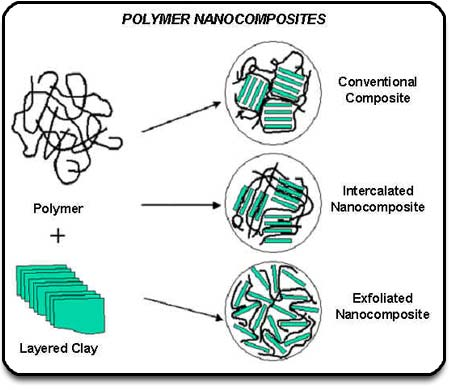 POLYMER NANOCOMPOSITES
Conventional
Composite
Polymer
+
Intercalated
Nanocomposite
Layered Clay
Exfoliated
Nanocomposite